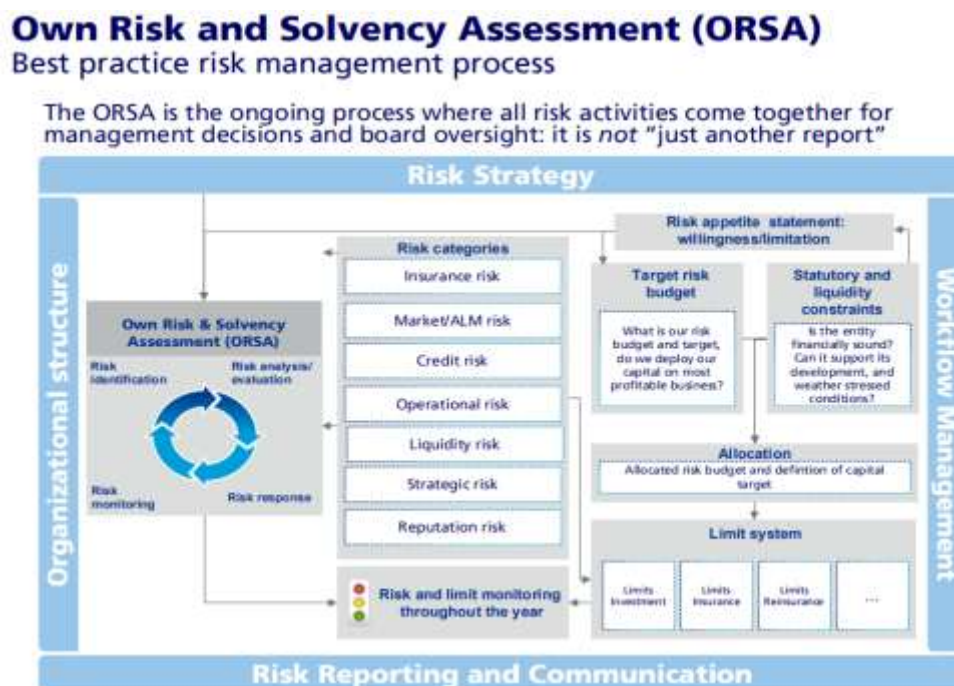 Own Risk and Solvency Assessment (ORSA)
Best practice risk management process
The ORSA is the ongoing process where all risk activities come together for
management decisions and board oversight: it is not “just another report”
Risk Strategy
Organizational structure
Workflow Management
Risk appetite statement:
willingness/limitation
Risk categories
Insurance risk
Market/ALM risk
Credit risk
Operational risk
Liquidity risk
Strategic risk
Reputation risk
Target risk
budget
What is our risk
budget and target,
do we deploy our
capital on most
profitable business?
Statutory and
liquidity
constraints
Is the entity
financially sound?
Can it support its
development, and
weather stressed
conditions?
Own Risk & Solvency
Assessment (ORSA)
Risk
identification
Risk analysis/
evaluation
Risk
monitoring
Risk response
Allocation
Allocated risk budget and defintion of capital
target
Limit system
Limits
Investment
Limits
Insurance
Limits
Reinsurance
...
Risk and limit monitoring
throughout the year
Risk Reporting and Communication